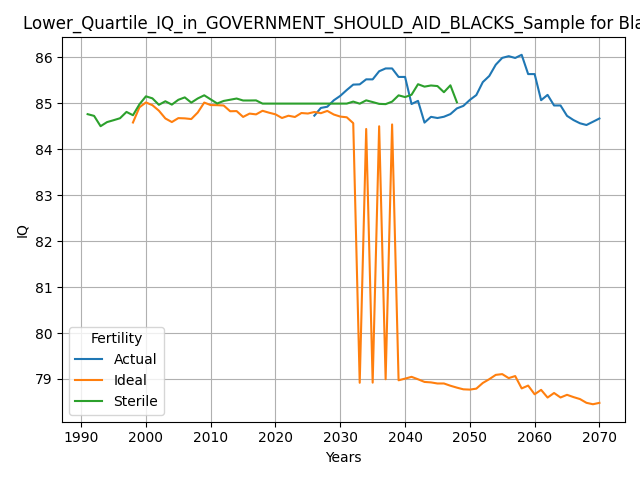 Lower_Quartile_IQ_in_GOVERNMENT_SHOULD_AID_BLACKS_Sample for Bla
86
85
84
83
82
81
80
79
IQ
Fertility
Actual
Ideal
Sterile
1990 2000 2010 2020 2030 2040 2050 2060 2070
Years